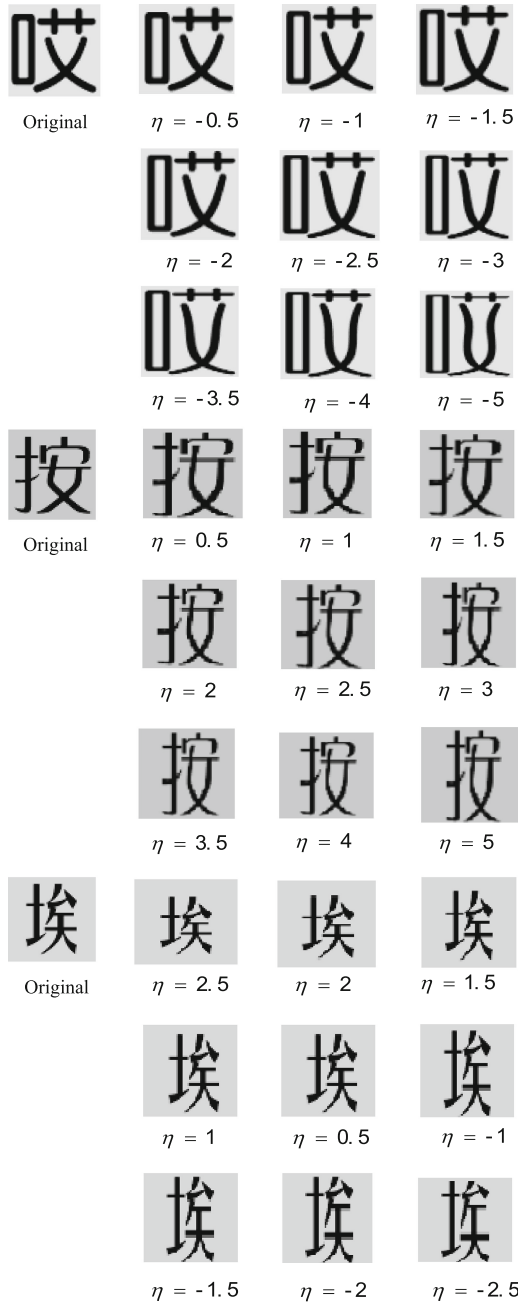 哎 哎 哎 哎
Original η = -0.5 η = -1 η = -1.5
哎 哎 哎
η = -2 η = -2.5 η = -3
哎 哎 哎
η = -3.5 η = -4 η = -5
按 按 按 按
Original η = 0.5 η = 1 η = 1.5
按 按 按
η = 2 η = 2.5 η = 3
按 按 按
η = 3.5 η = 4 η = 5
埃 埃 埃 埃
Original η = 2.5 η = 2 η = 1.5
埃 埃 埃
η = 1 η = 0.5 η = -1
埃 埃 埃
η = -1.5 η = -2 η = -2.5